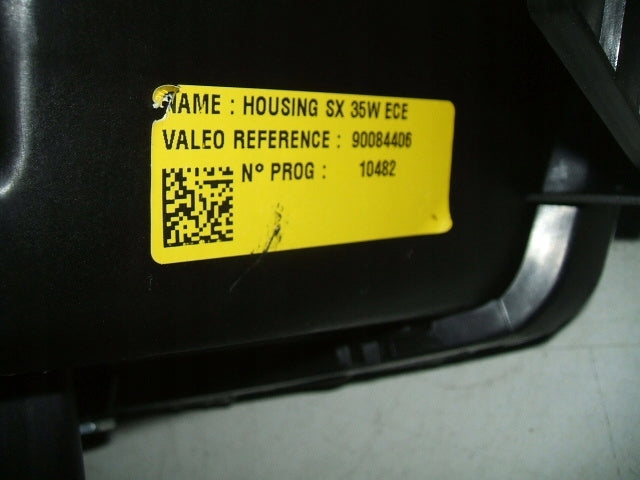 NAME : HOUSING SX 35W ECE
VALEO REFERENCE : 90084406
N° PROG : 10482